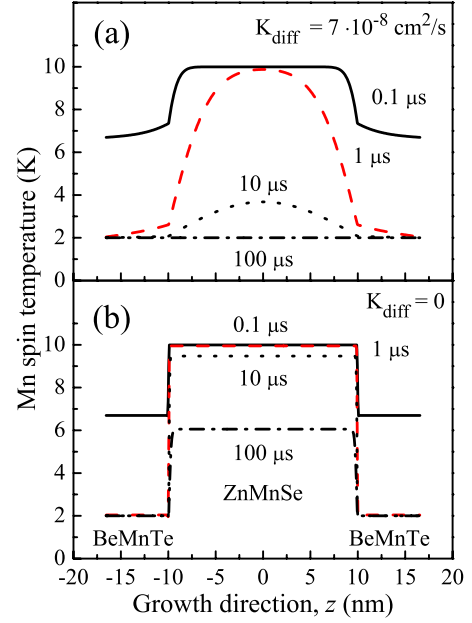 (a)
K_diff = 7 ·10^-8 cm^2/s
10
8
6
4
2
0
0.1 µs
1 µs
10 µs
100 µs
Mn spin temperature (K)
(b)
K_diff = 0
10
8
6
4
2
0
0.1 µs
1 µs
10 µs
100 µs
ZnMnSe
BeMnTe
BeMnTe
-20 -15 -10 -5 0 5 10 15 20
Growth direction, z (nm)